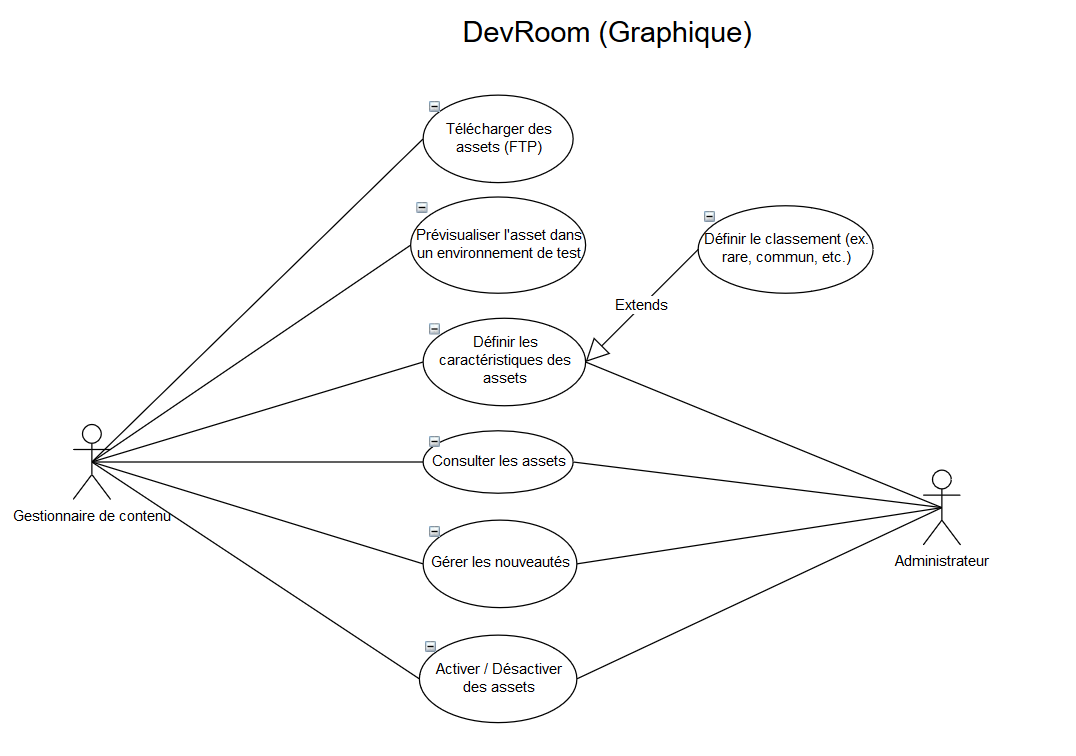 DevRoom (Graphique)
Télécharger des
assets (FTP)
Prévisualiser l'asset dans
un environnement de test
Définir le classement (ex.
rare, commun, etc.)
Extends
Définir les
caractéristiques des
assets
Consulter les assets
Gestionnaire de contenu
Gérer les nouveautés
Administrateur
Activer / Désactiver
des assets